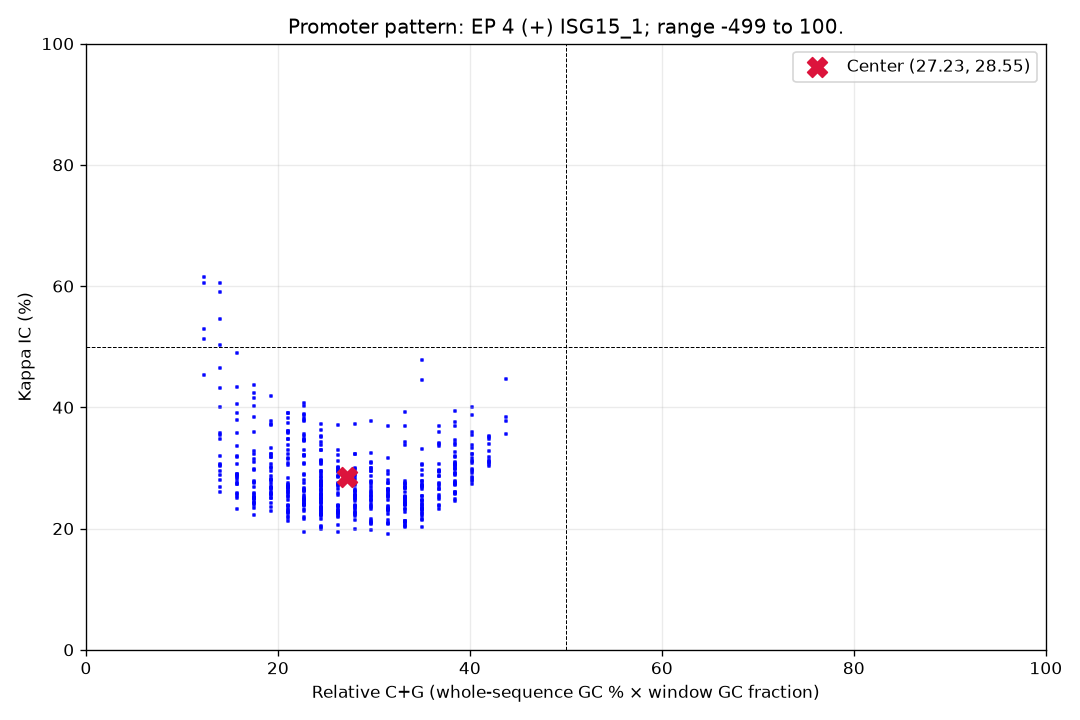 Promoter pattern: EP 4 (+) ISG15_1; range -499 to 100.
Center (27.23, 28.55)
Kappa IC (%)
100
80
60
40
20
0
0 20 40 60 80 100
Relative C+G (whole-sequence GC % × window GC fraction)